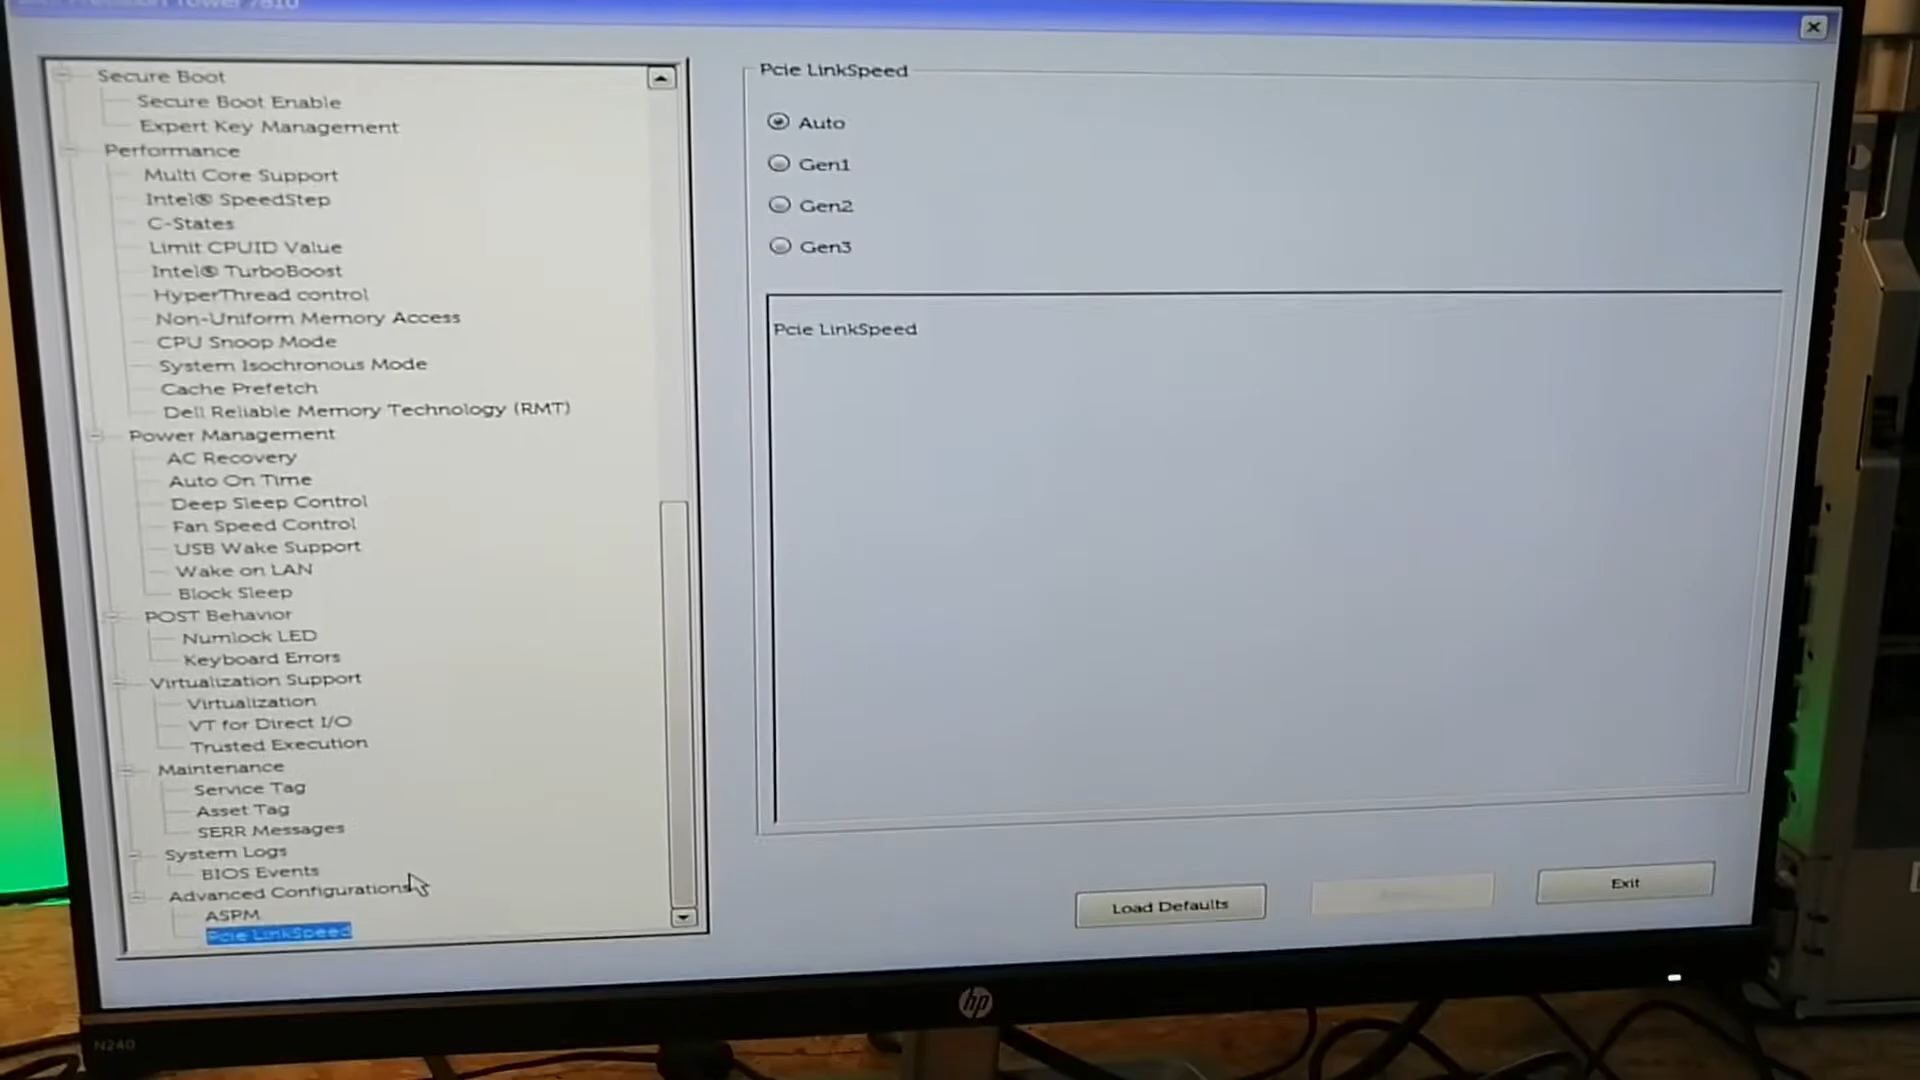 Precision Tower 7810
Secure Boot
Secure Boot Enable
Expert Key Management
Performance
Multi Core Support
Intel® SpeedStep
C-States
Limit CPUID Value
Intel® TurboBoost
HyperThread control
Non-Uniform Memory Access
CPU Snoop Mode
System Isochronous Mode
Cache Prefetch
Dell Reliable Memory Technology (RMT)
Power Management
AC Recovery
Auto On Time
Deep Sleep Control
Fan Speed Control
USB Wake Support
Wake on LAN
Block Sleep
POST Behavior
Numlock LED
Keyboard Errors
Virtualization Support
Virtualization
VT for Direct I/O
Trusted Execution
Maintenance
Service Tag
Asset Tag
SERR Messages
System Logs
BIOS Events
Advanced Configurations
ASPM
Pcie LinkSpeed
Pcie LinkSpeed
Auto
Gen1
Gen2
Gen3
Pcie LinkSpeed
Load Defaults
Exit
hp
N240